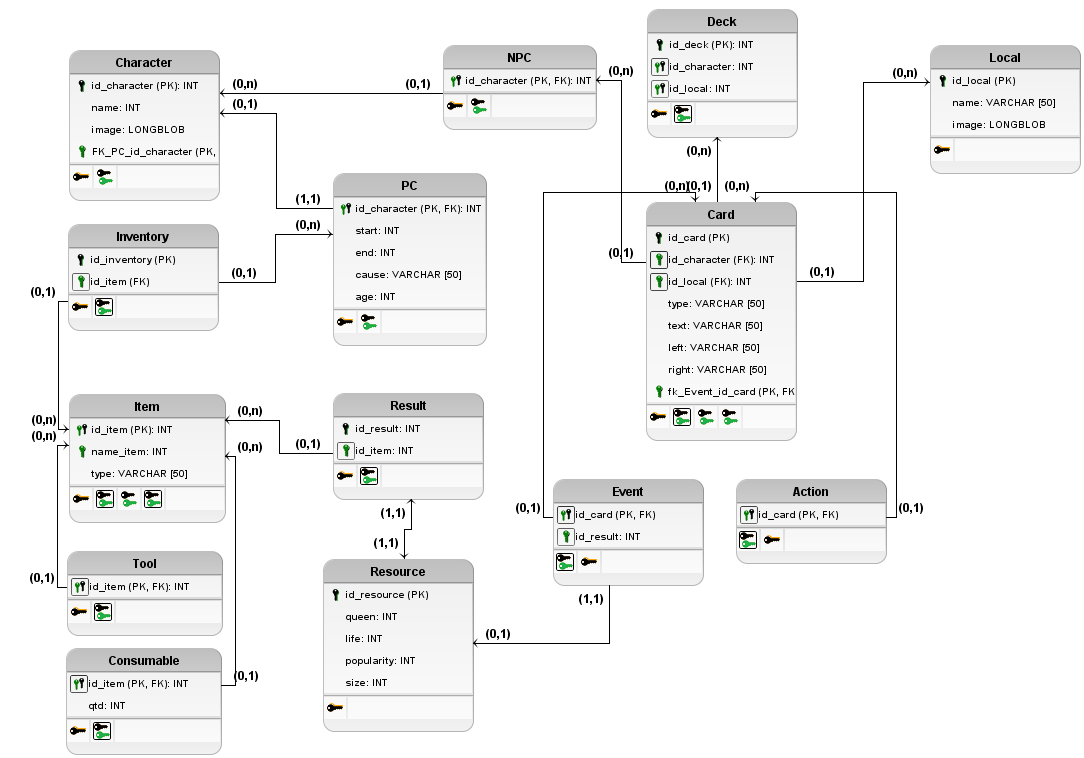 Character
id_character (PK): INT
name: INT
image: LONGBLOB
FK_PC_id_character (PK,
(0,n)
(0,1)
(0,1)
NPC
id_character (PK, FK): INT
(0,n)
(0,1)
Deck
id_deck (PK): INT
id_character: INT
id_local: INT
(0,n)
Local
id_local (PK)
name: VARCHAR [50]
image: LONGBLOB
(0,n)
(0,1)
PC
id_character (PK, FK): INT
start: INT
end: INT
cause: VARCHAR [50]
age: INT
(1,1)
(0,n)
Inventory
id_inventory (PK)
id_item (FK)
(0,1)
(0,1)
Card
id_card (PK)
id_character (FK): INT
id_local (FK): INT
type: VARCHAR [50]
text: VARCHAR [50]
left: VARCHAR [50]
right: VARCHAR [50]
fk_Event_id_card (PK, FK
(0,n)(0,1)
(0,n)
Item
id_item (PK): INT
name_item: INT
type: VARCHAR [50]
(0,n)
(0,n)
(0,n)
(0,n)
Result
id_result: INT
id_item: INT
(0,1)
(1,1)
(1,1)
Event
id_card (PK, FK)
id_result: INT
(0,1)
(1,1)
Action
id_card (PK, FK)
(0,1)
Tool
id_item (PK, FK): INT
(0,1)
Resource
id_resource (PK)
queen: INT
life: INT
popularity: INT
size: INT
(0,1)
Consumable
id_item (PK, FK): INT
qtd: INT
(0,1)